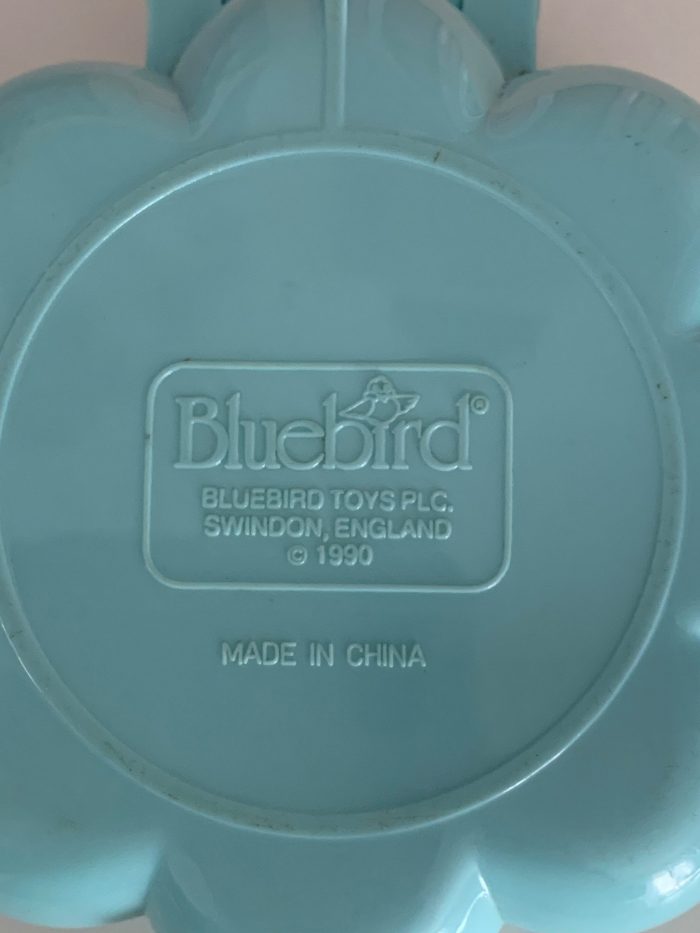 Bluebird®
BLUEBIRD TOYS PLC.
SWINDON, ENGLAND
© 1990
MADE IN CHINA